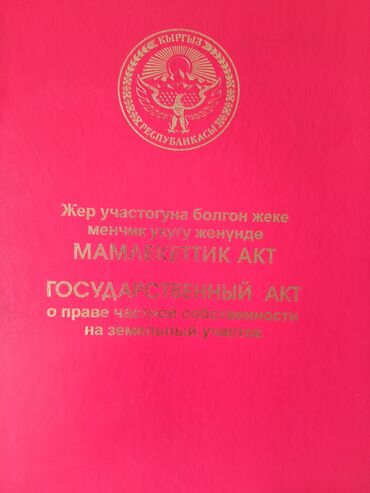 КЫРГЫЗ
РЕСПУБЛИКАСЫ
Жер участогуна болгон жеке
менчик укугу жөнүндө
МАМЛЕКЕТТИК АКТ
ГОСУДАРСТВЕННЫЙ АКТ
о праве частной собственности
на земельный участок